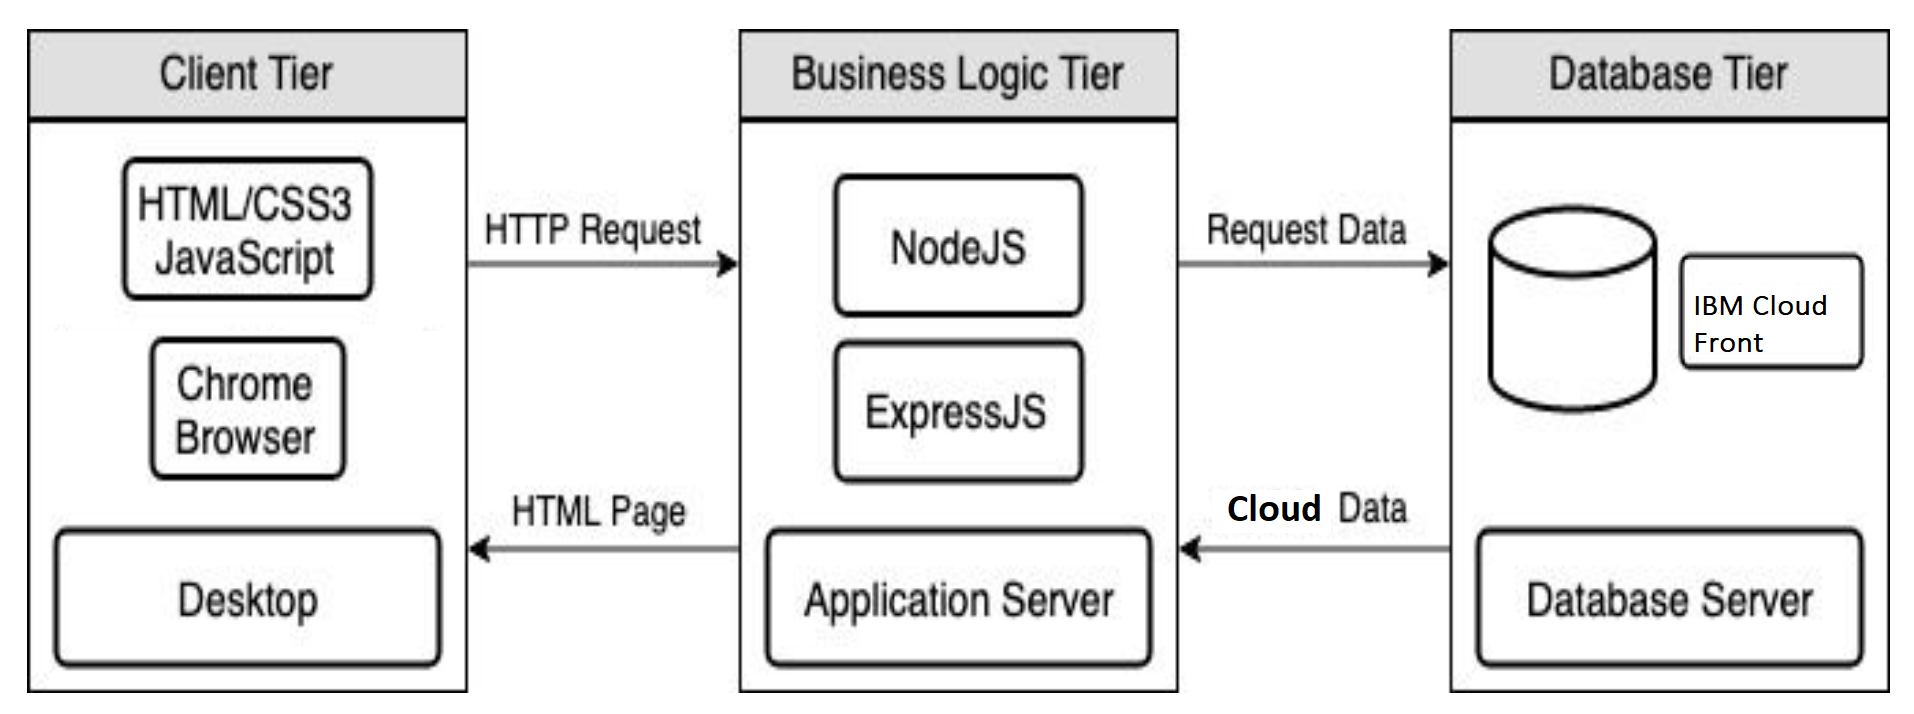 Client Tier
HTML/CSS3
JavaScript
Chrome
Browser
Desktop
HTTP Request
HTML Page
Business Logic Tier
NodeJS
ExpressJS
Application Server
Request Data
Cloud Data
Database Tier
IBM Cloud
Front
Database Server